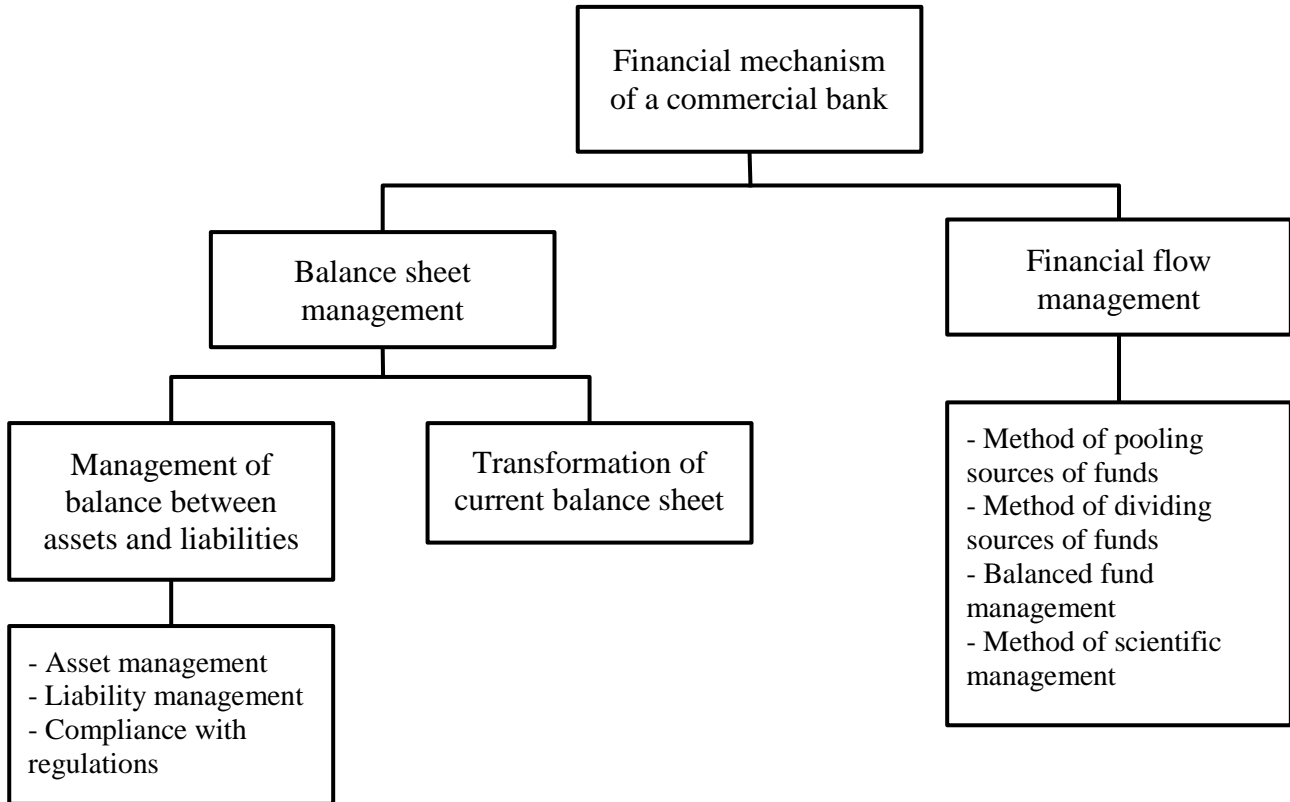 Financial mechanism
of a commercial bank
Balance sheet
management
Financial flow
management
Management of
balance between
assets and liabilities
Transformation of
current balance sheet
- Method of pooling
sources of funds
- Method of dividing
sources of funds
- Balanced fund
management
- Method of scientific
management
- Asset management
- Liability management
- Compliance with
regulations